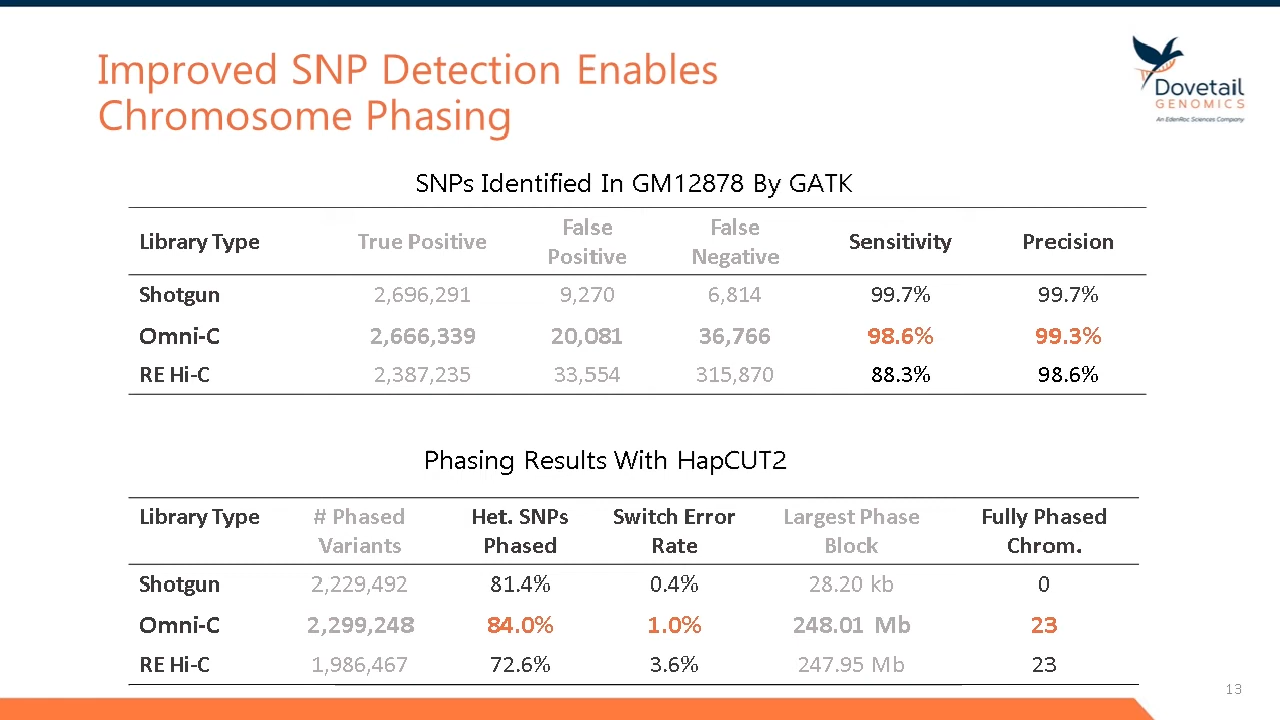 Improved SNP Detection Enables
Chromosome Phasing
Dovetail
GENOMICS
An EdenRoc Sciences Company
SNPs Identified In GM12878 By GATK
Library Type True Positive False Positive False Negative Sensitivity Precision
Shotgun 2,696,291 9,270 6,814 99.7% 99.7%
Omni-C 2,666,339 20,081 36,766 98.6% 99.3%
RE Hi-C 2,387,235 33,554 315,870 88.3% 98.6%
Phasing Results With HapCUT2
Library Type # Phased Variants Het. SNPs Phased Switch Error Rate Largest Phase Block Fully Phased Chrom.
Shotgun 2,229,492 81.4% 0.4% 28.20 kb 0
Omni-C 2,299,248 84.0% 1.0% 248.01 Mb 23
RE Hi-C 1,986,467 72.6% 3.6% 247.95 Mb 23
13